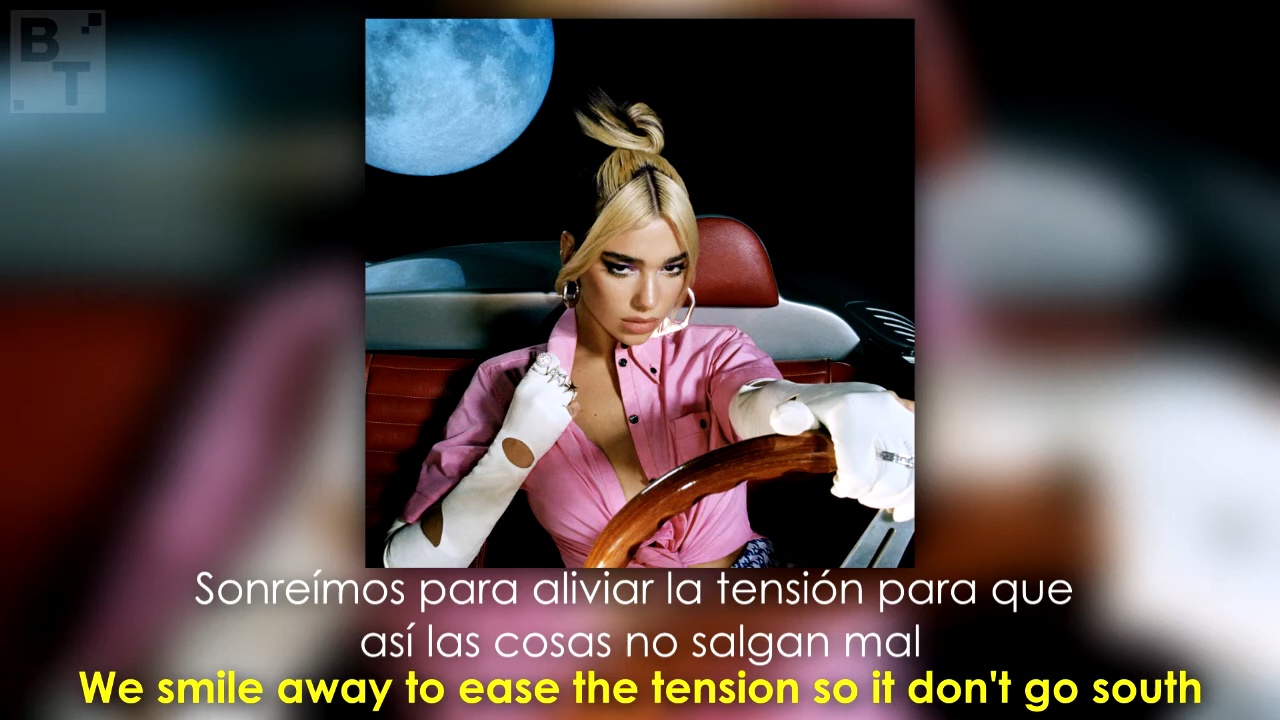 B
T
Sonreímos para aliviar la tensión para que
así las cosas no salgan mal
We smile away to ease the tension so it don't go south